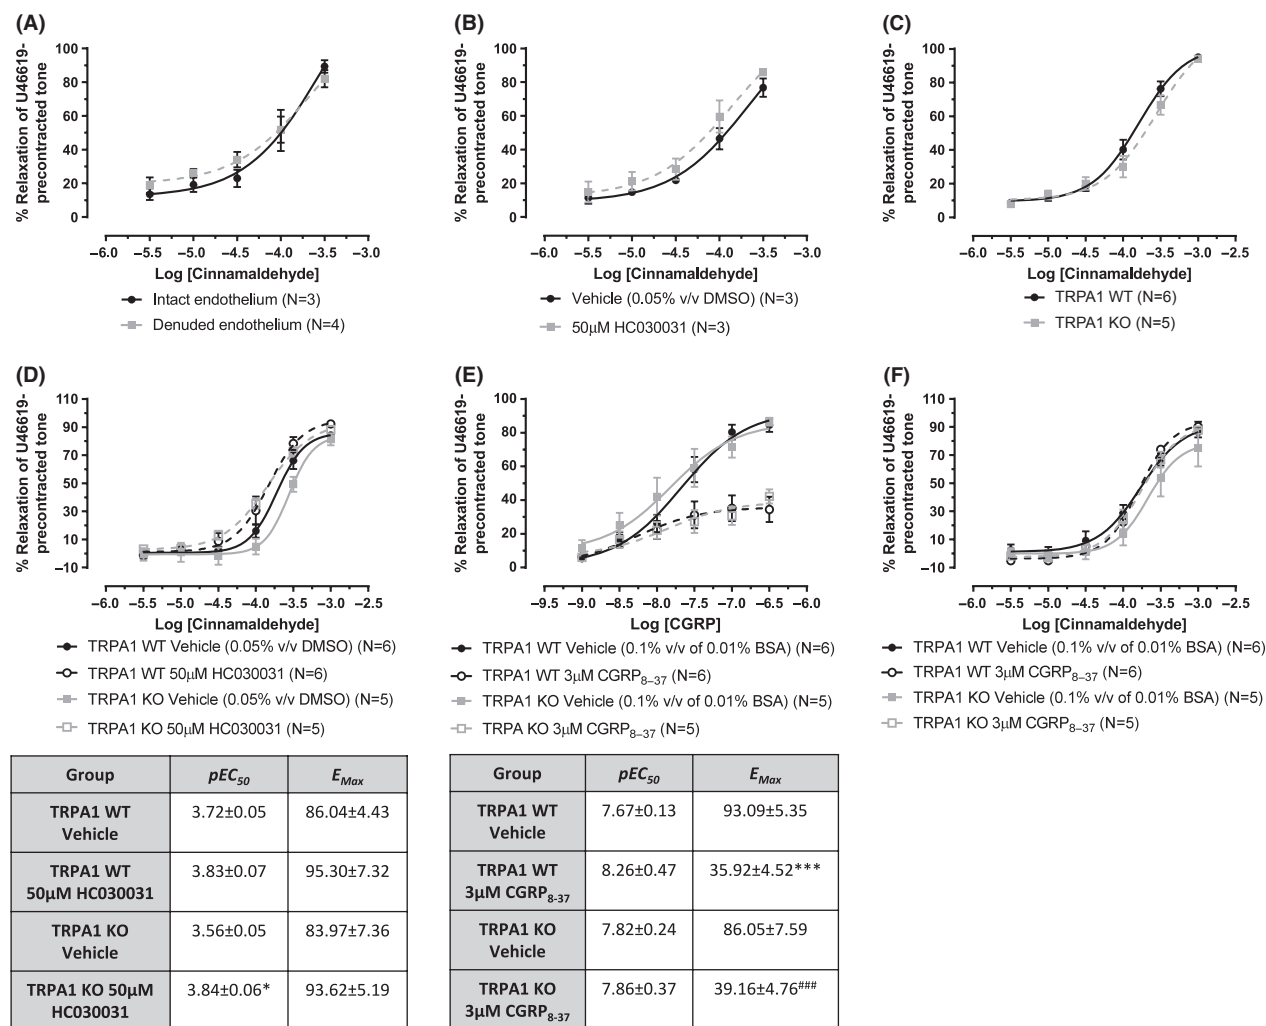 (A)
% Relaxation of U46619-
precontracted tone
100
80
60
40
20
0
−6.0 −5.5 −5.0 −4.5 −4.0 −3.5 −3.0
Log [Cinnamaldehyde]
Intact endothelium (N=3)
Denuded endothelium (N=4)
(B)
% Relaxation of U46619-
precontracted tone
100
80
60
40
20
0
−6.0 −5.5 −5.0 −4.5 −4.0 −3.5 −3.0
Log [Cinnamaldehyde]
Vehicle (0.05% v/v DMSO) (N=3)
50μM HC030031 (N=3)
(C)
% Relaxation of U46619-
precontracted tone
100
80
60
40
20
0
−6.0 −5.5 −5.0 −4.5 −4.0 −3.5 −3.0 −2.5
Log [Cinnamaldehyde]
TRPA1 WT (N=6)
TRPA1 KO (N=5)
(D)
% Relaxation of U46619-
precontracted tone
110
90
70
50
30
10
−10
−6.0 −5.5 −5.0 −4.5 −4.0 −3.5 −3.0 −2.5
Log [Cinnamaldehyde]
TRPA1 WT Vehicle (0.05% v/v DMSO) (N=6)
TRPA1 WT 50μM HC030031 (N=6)
TRPA1 KO Vehicle (0.05% v/v DMSO) (N=5)
TRPA1 KO 50μM HC030031 (N=5)
(E)
% Relaxation of U46619-
precontracted tone
100
80
60
40
20
0
−9.5 −9.0 −8.5 −8.0 −7.5 −7.0 −6.5 −6.0
Log [CGRP]
TRPA1 WT Vehicle (0.1% v/v of 0.01% BSA) (N=6)
TRPA1 WT 3μM CGRP8–37 (N=6)
TRPA1 KO Vehicle (0.1% v/v of 0.01% BSA) (N=5)
TRPA KO 3μM CGRP8–37 (N=5)
(F)
% Relaxation of U46619-
precontracted tone
110
90
70
50
30
10
−10
−6.0 −5.5 −5.0 −4.5 −4.0 −3.5 −3.0 −2.5
Log [Cinnamaldehyde]
TRPA1 WT Vehicle (0.1% v/v of 0.01% BSA) (N=6)
TRPA1 WT 3μM CGRP8–37 (N=6)
TRPA1 KO Vehicle (0.1% v/v of 0.01% BSA) (N=5)
TRPA1 KO 3μM CGRP8–37 (N=5)
Group pEC50 EMax
TRPA1 WT
Vehicle 3.72±0.05 86.04±4.43
TRPA1 WT
50μM HC030031 3.83±0.07 95.30±7.32
TRPA1 KO
Vehicle 3.56±0.05 83.97±7.36
TRPA1 KO 50μM
HC030031 3.84±0.06* 93.62±5.19
Group pEC50 EMax
TRPA1 WT
Vehicle 7.67±0.13 93.09±5.35
TRPA1 WT
3μM CGRP8-37 8.26±0.47 35.92±4.52***
TRPA1 KO
Vehicle 7.82±0.24 86.05±7.59
TRPA1 KO
3μM CGRP8-37 7.86±0.37 39.16±4.76###